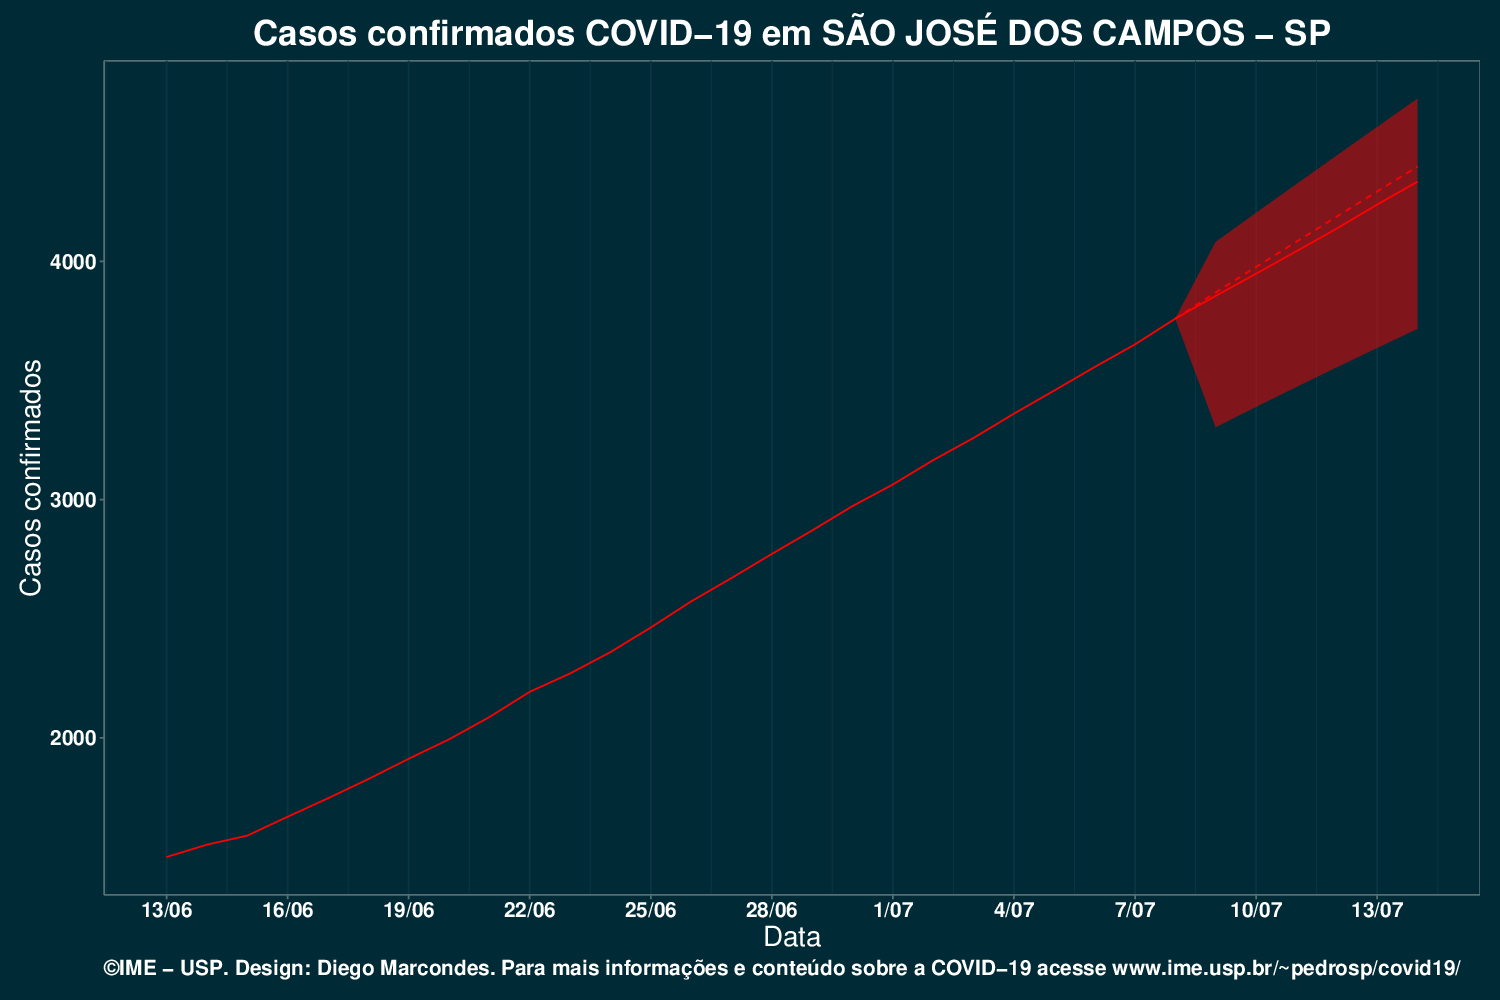 Casos confirmados COVID−19 em SÃO JOSÉ DOS CAMPOS − SP
Casos confirmados
4000
3000
2000
13/06 16/06 19/06 22/06 25/06 28/06 1/07 4/07 7/07 10/07 13/07
Data
©IME − USP. Design: Diego Marcondes. Para mais informações e conteúdo sobre a COVID−19 acesse www.ime.usp.br/~pedrosp/covid19/